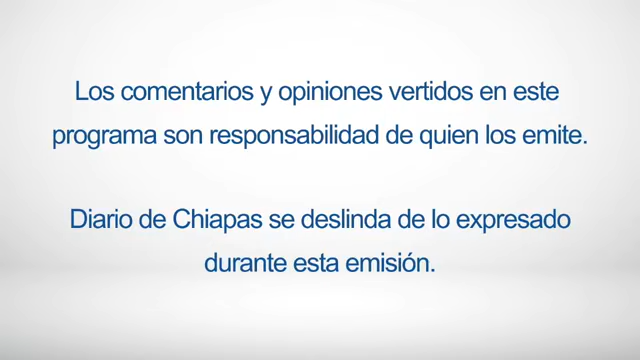 Los comentarios y opiniones vertidos en este
programa son responsabilidad de quien los emite.
Diario de Chiapas se deslinda de lo expresado
durante esta emisión.